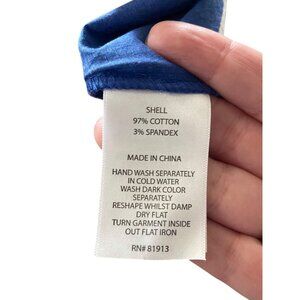 SHELL
97% COTTON
3% SPANDEX
MADE IN CHINA
HAND WASH SEPARATELY
IN COLD WATER
WASH DARK COLOR
SEPARATELY
RESHAPE WHILST DAMP
DRY FLAT
TURN GARMENT INSIDE
OUT FLAT IRON
RN# 81913